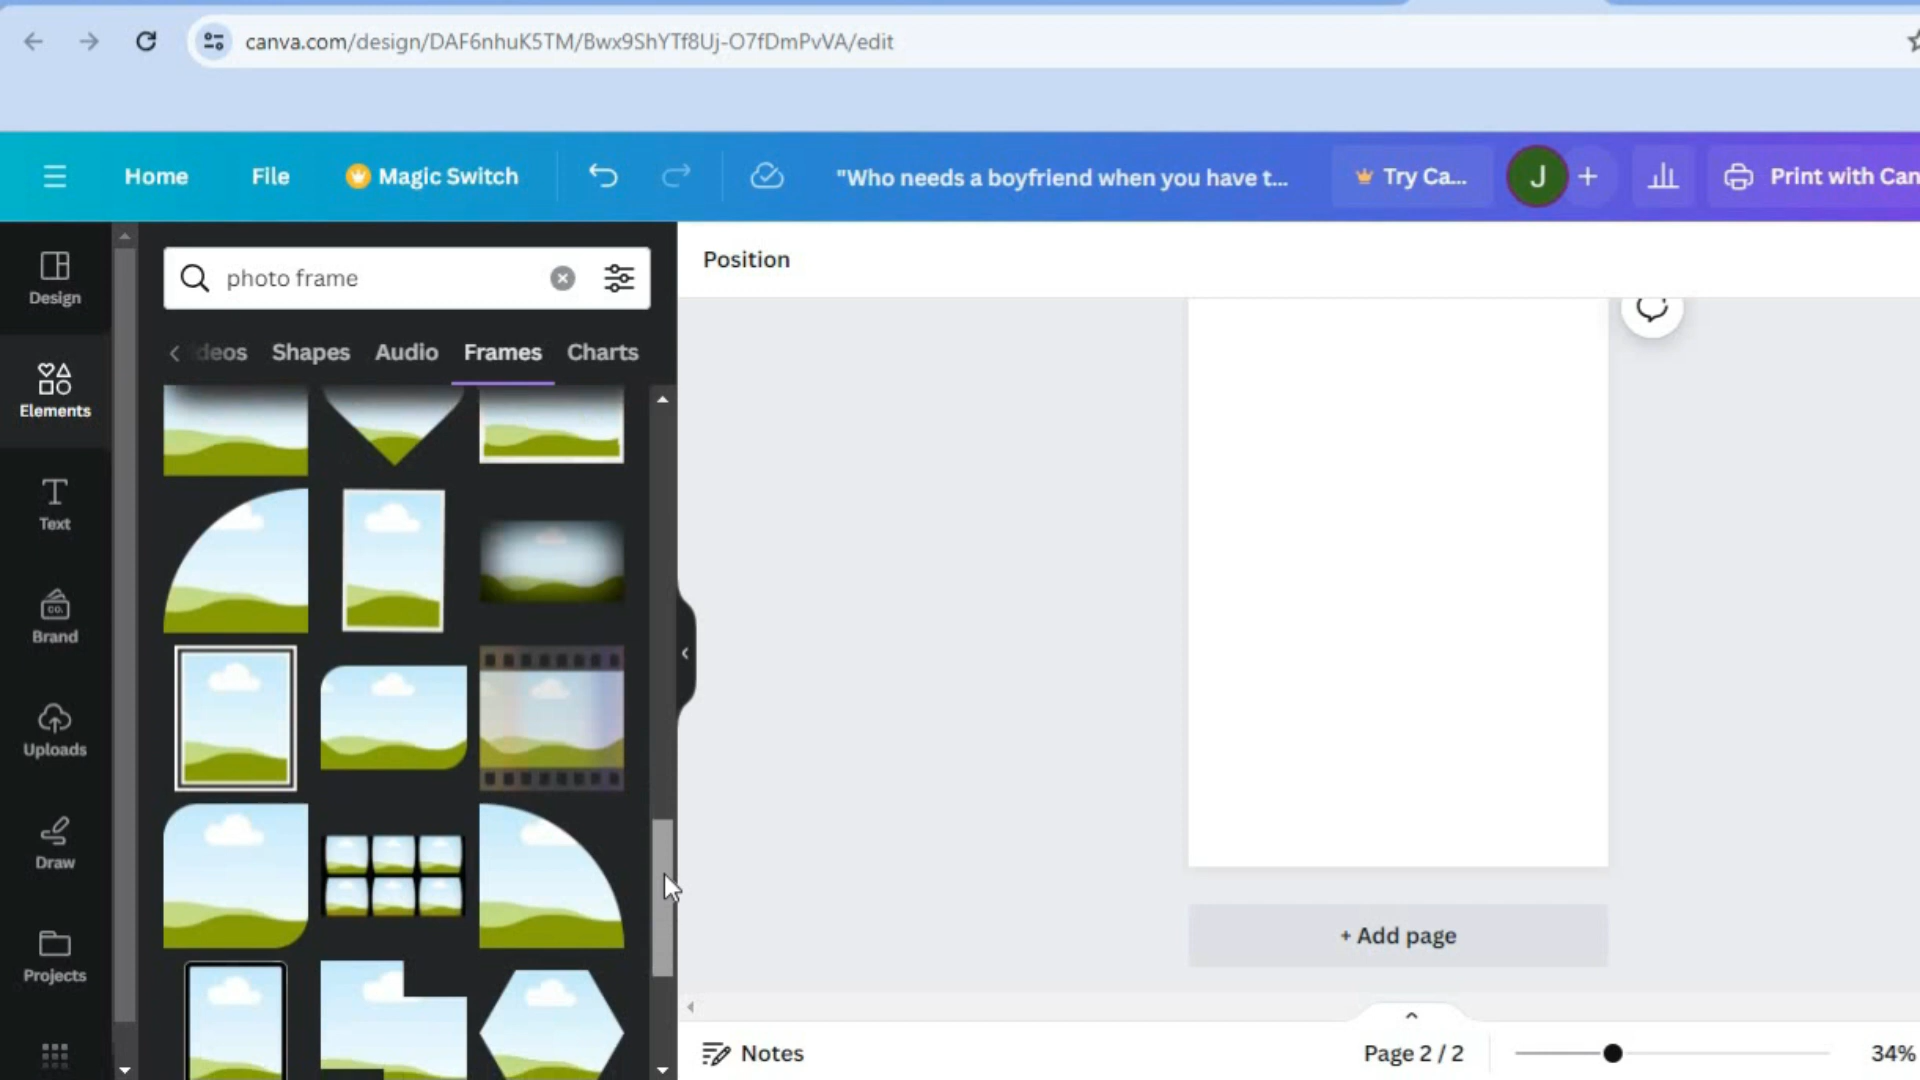 canva.com/design/DAF6nhuK5TM/Bwx9ShYTf8Uj-O7fDmPvVA/edit
Home File Magic Switch "Who needs a boyfriend when you have t... Try Ca... J + Print with Can
Design
Elements
Text
CO.
Brand
Uploads
Draw
Projects
photo frame
deos Shapes Audio Frames Charts
Position
+ Add page
Notes
Page 2 / 2
34%